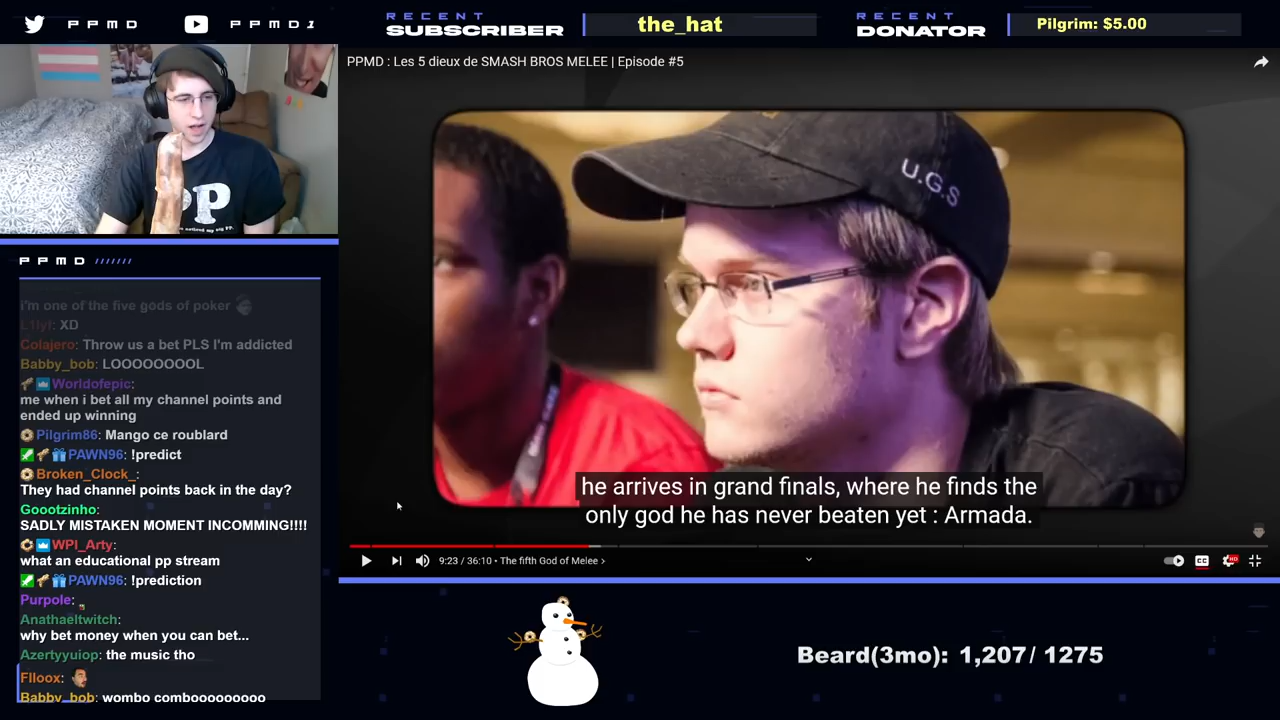 PPMD
PPMD1
RECENT
SUBSCRIBER
the_hat
RECENT
DONATOR
Pilgrim: $5.00
PP
PPMD : Les 5 dieux de SMASH BROS MELEE | Episode #5
U.G.S
he arrives in grand finals, where he finds the
only god he has never beaten yet : Armada.
9:23 / 36:10 • The fifth God of Melee >
CC
HD
PPMD ///////
i'm one of the five gods of poker
L1lyf: XD
Colajero: Throw us a bet PLS I'm addicted
Babby_bob: LOOOOOOOOL
Worldofepic:
me when i bet all my channel points and
ended up winning
Pilgrim86: Mango ce roublard
PAWN96: !predict
Broken_Clock_:
They had channel points back in the day?
Goootzinho:
SADLY MISTAKEN MOMENT INCOMMING!!!!
WPI_Arty:
what an educational pp stream
PAWN96: !prediction
Purpole:
Anathaeltwitch:
why bet money when you can bet...
Azertyyuiop: the music tho
Flloox:
Babby_bob: wombo combooooooooo
Beard(3mo): 1,207/ 1275